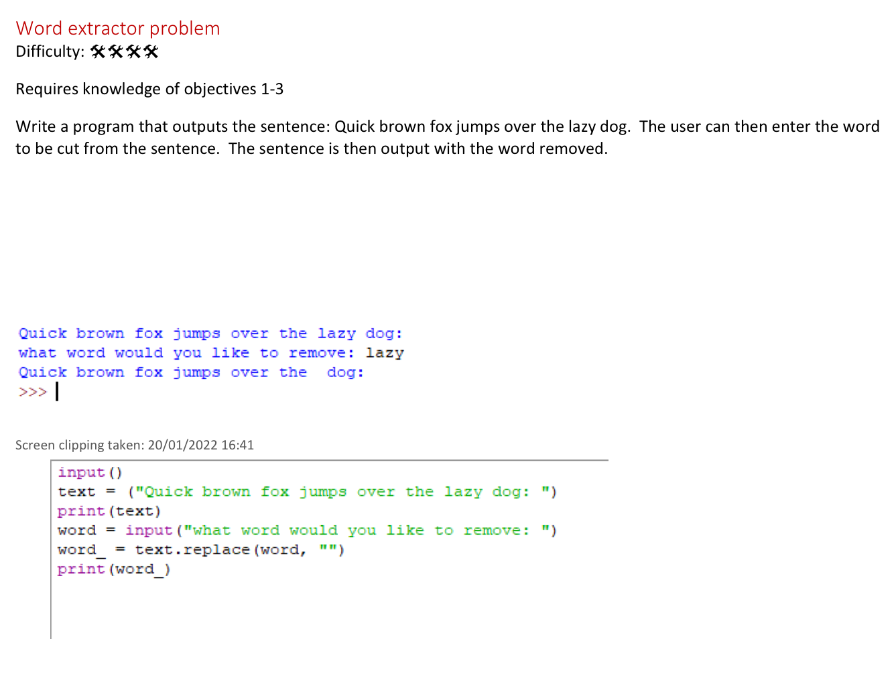 Word extractor problem
Difficulty: 🛠🛠🛠🛠
Requires knowledge of objectives 1-3
Write a program that outputs the sentence: Quick brown fox jumps over the lazy dog.  The user can then enter the word
to be cut from the sentence.  The sentence is then output with the word removed.
Quick brown fox jumps over the lazy dog:
what word would you like to remove: lazy
Quick brown fox jumps over the  dog:
>>>
Screen clipping taken: 20/01/2022 16:41
input()
text = ("Quick brown fox jumps over the lazy dog: ")
print(text)
word = input("what word would you like to remove: ")
word_ = text.replace(word, "")
print(word_)